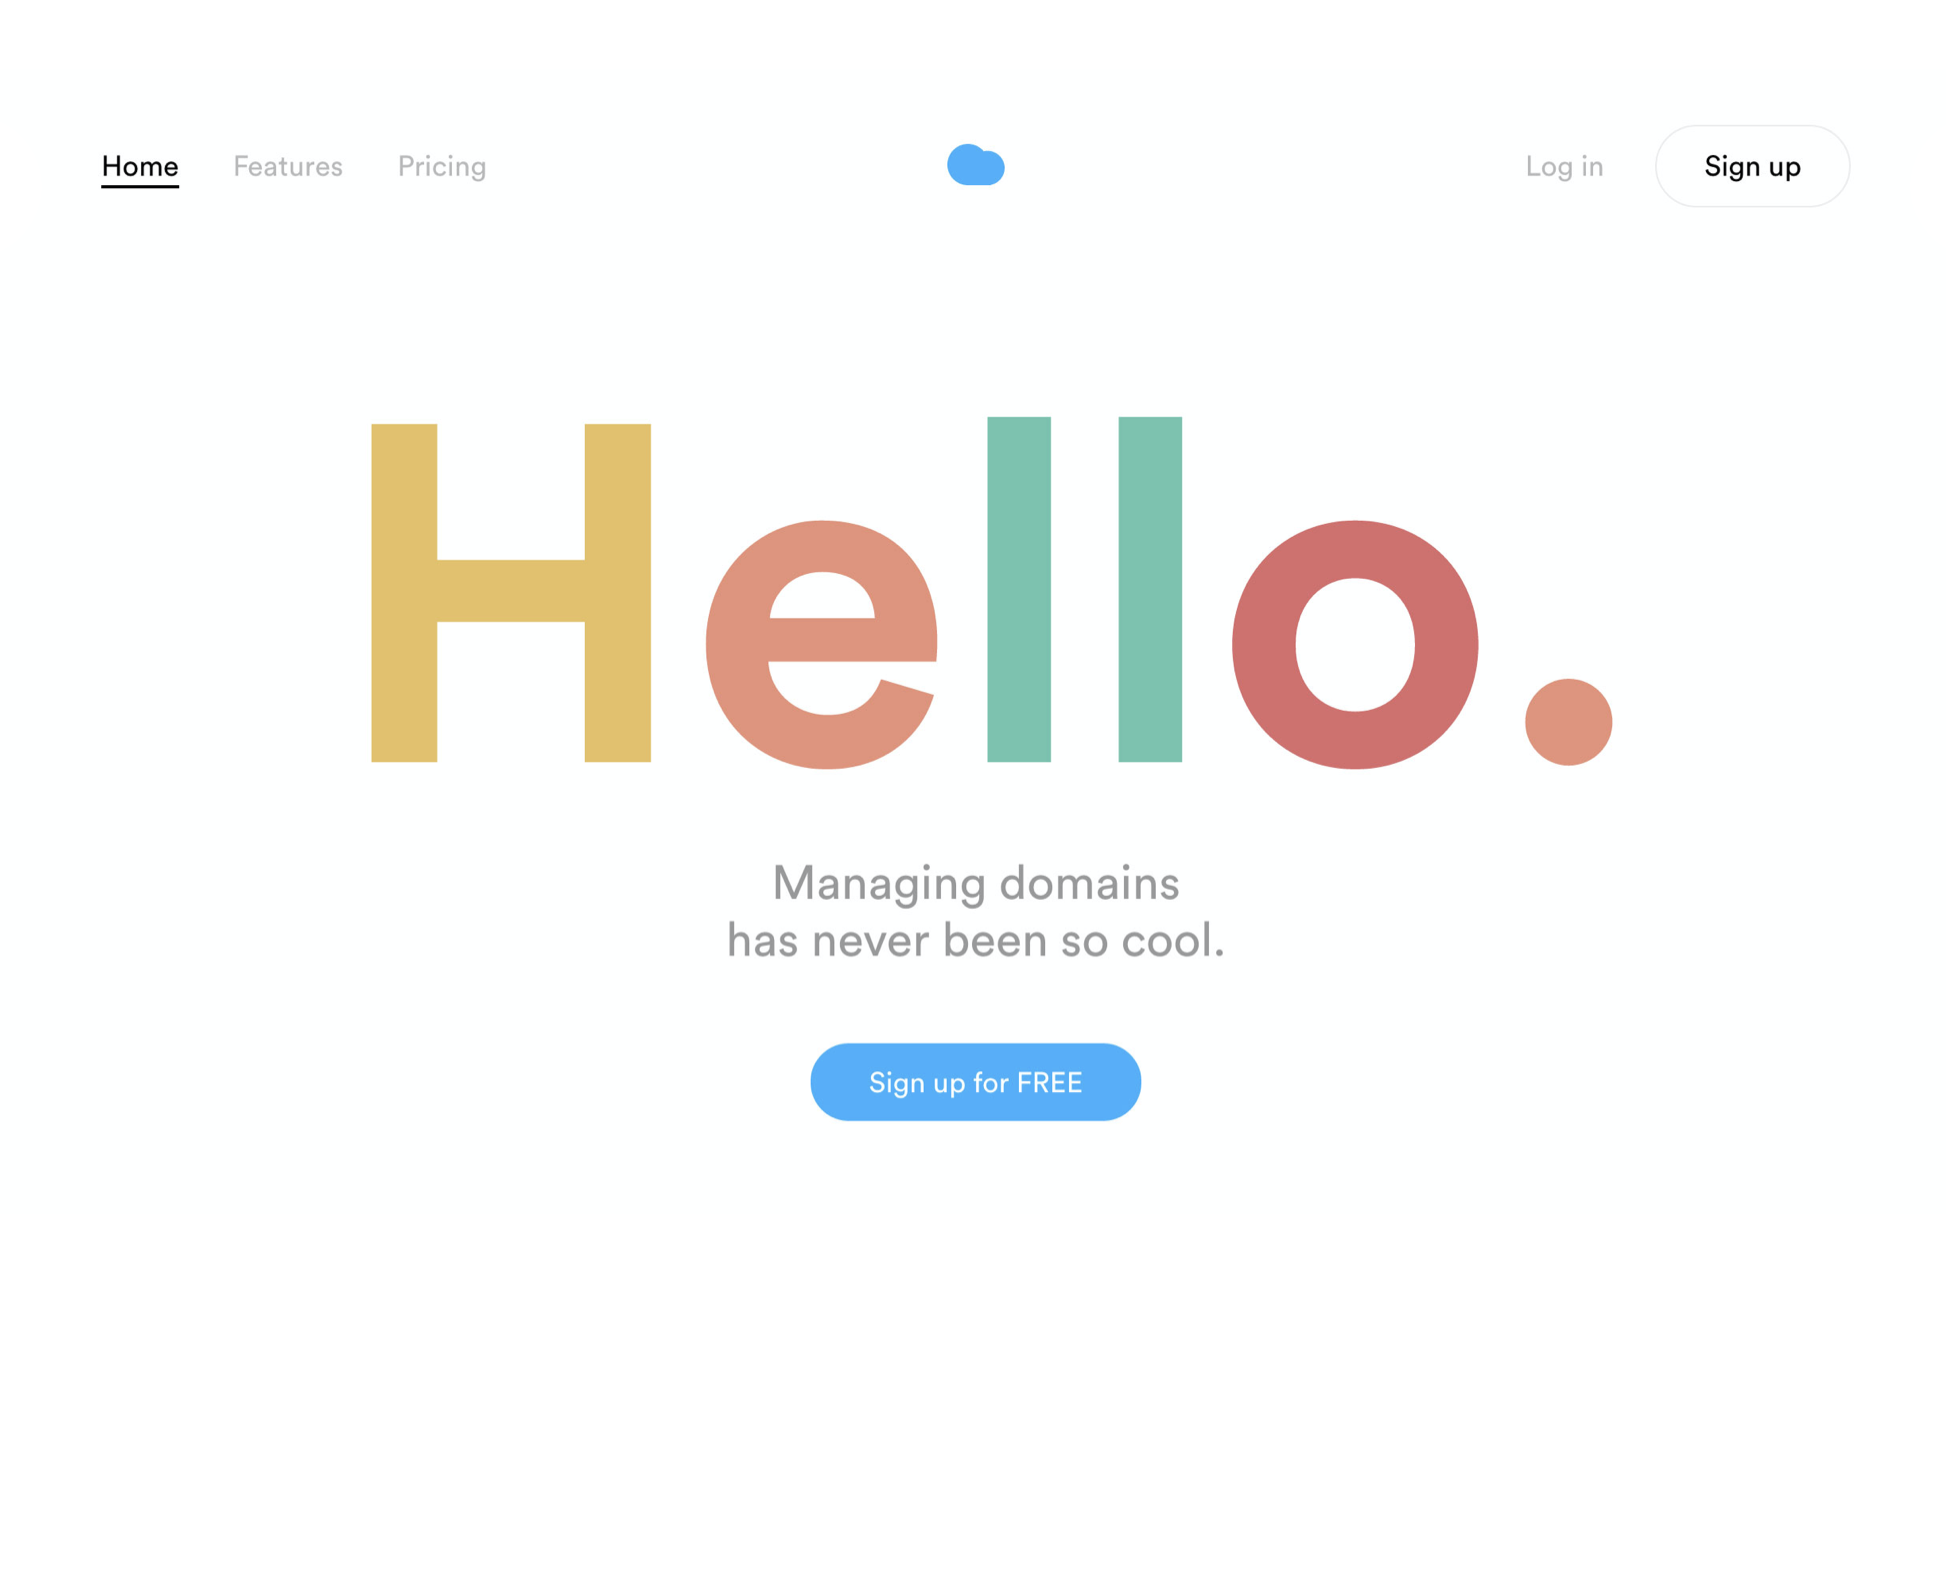 Home Features Pricing Log in Sign up
Hello.
Managing domains
has never been so cool.
Sign up for FREE